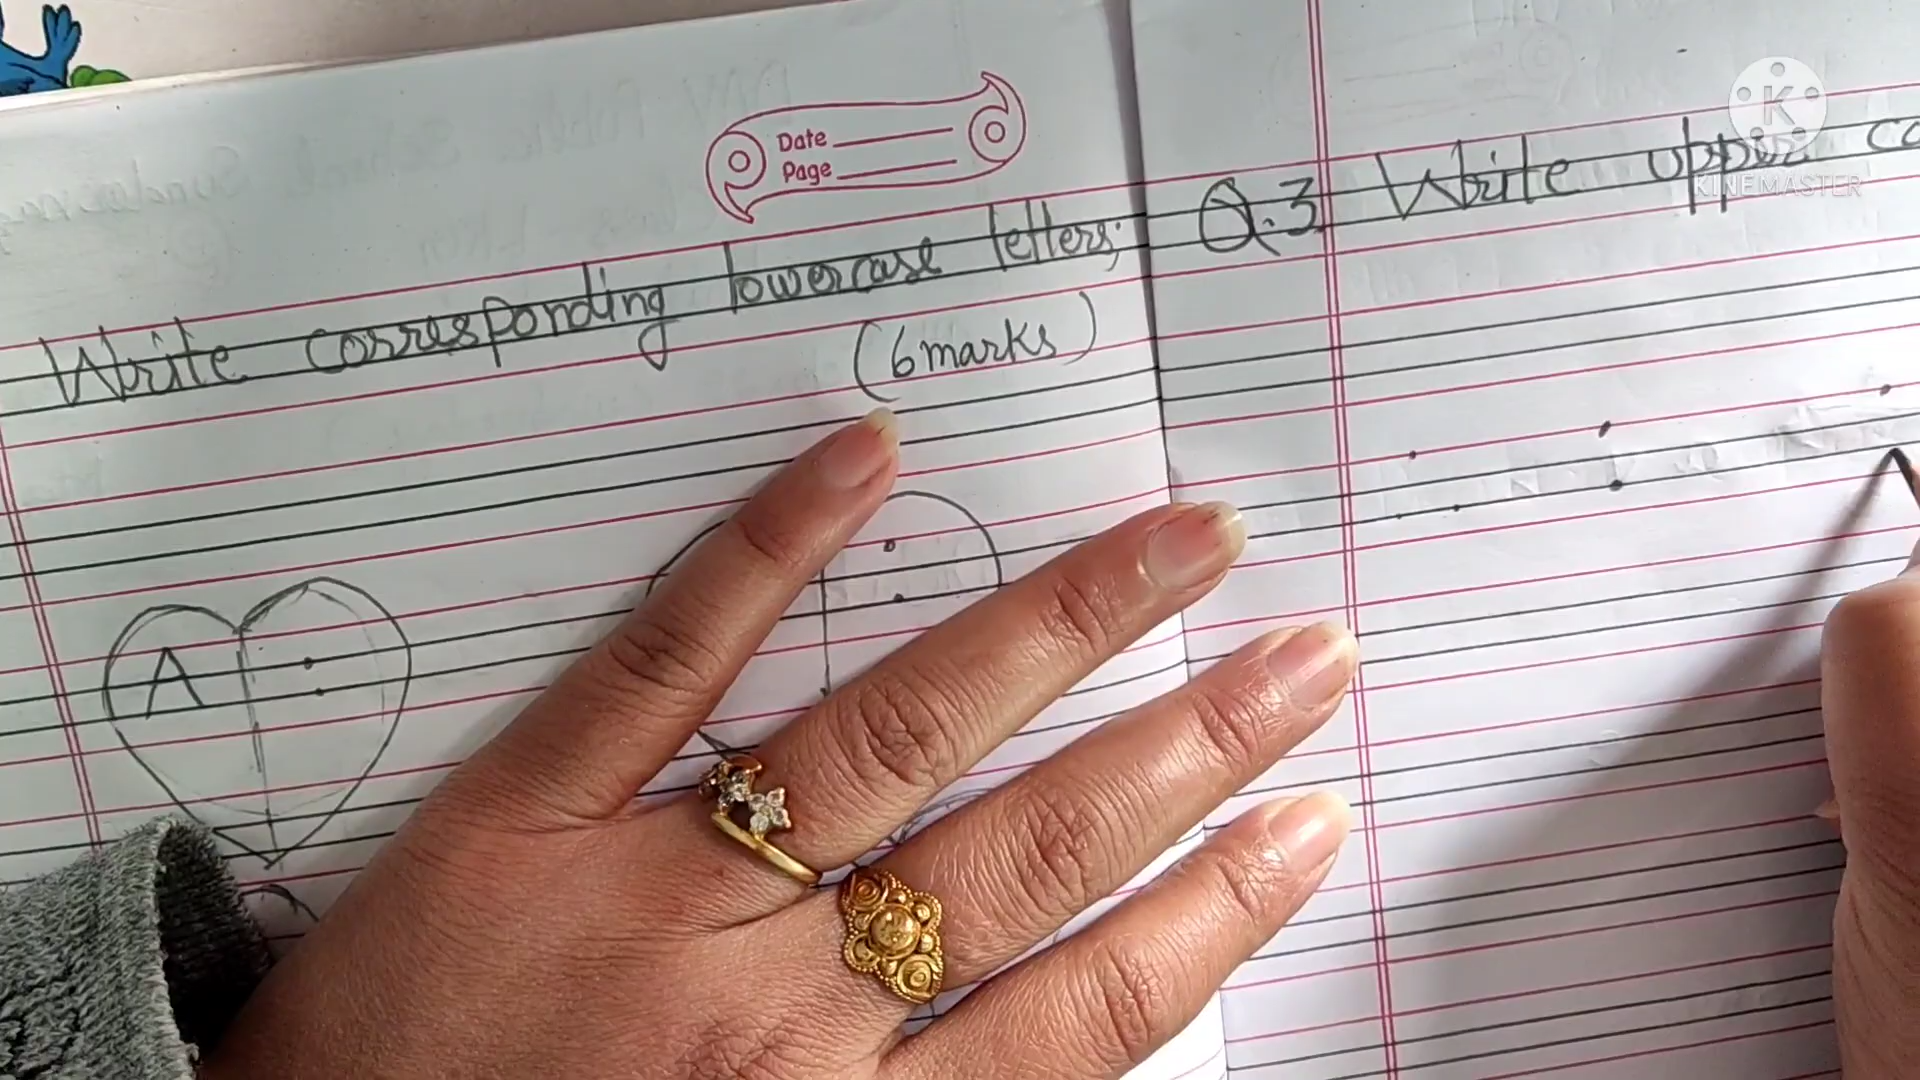 Date
Page
Write corresponding lowercase letters;
(6 marks)
A
Q.3 Write upper
K
KINEMASTER